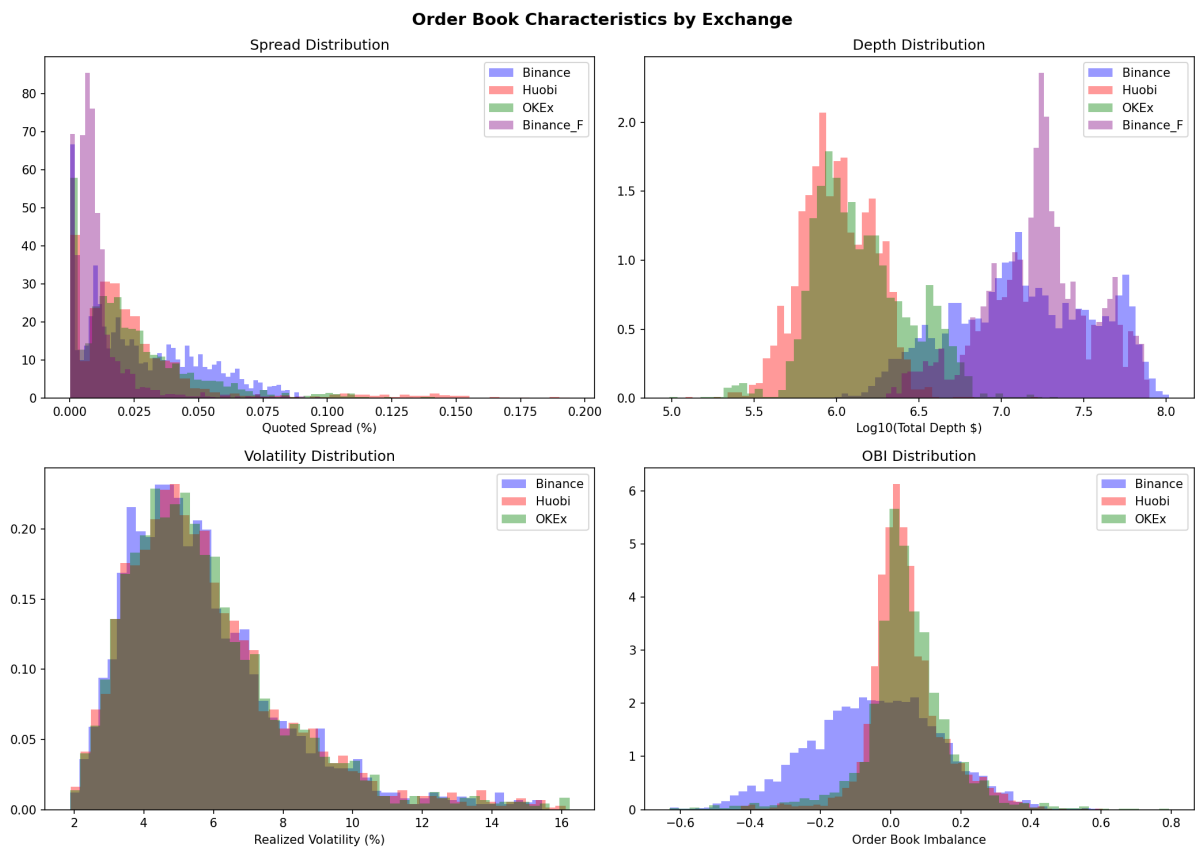 Order Book Characteristics by Exchange
Spread Distribution
80
70
60
50
40
30
20
10
0
0.000 0.025 0.050 0.075 0.100 0.125 0.150 0.175 0.200
Quoted Spread (%)
Binance
Huobi
OKEx
Binance_F
Depth Distribution
2.0
1.5
1.0
0.5
0.0
5.0 5.5 6.0 6.5 7.0 7.5 8.0
Log10(Total Depth $)
Binance
Huobi
OKEx
Binance_F
Volatility Distribution
0.20
0.15
0.10
0.05
0.00
2 4 6 8 10 12 14 16
Realized Volatility (%)
Binance
Huobi
OKEx
OBI Distribution
6
5
4
3
2
1
0
−0.6 −0.4 −0.2 0.0 0.2 0.4 0.6 0.8
Order Book Imbalance
Binance
Huobi
OKEx